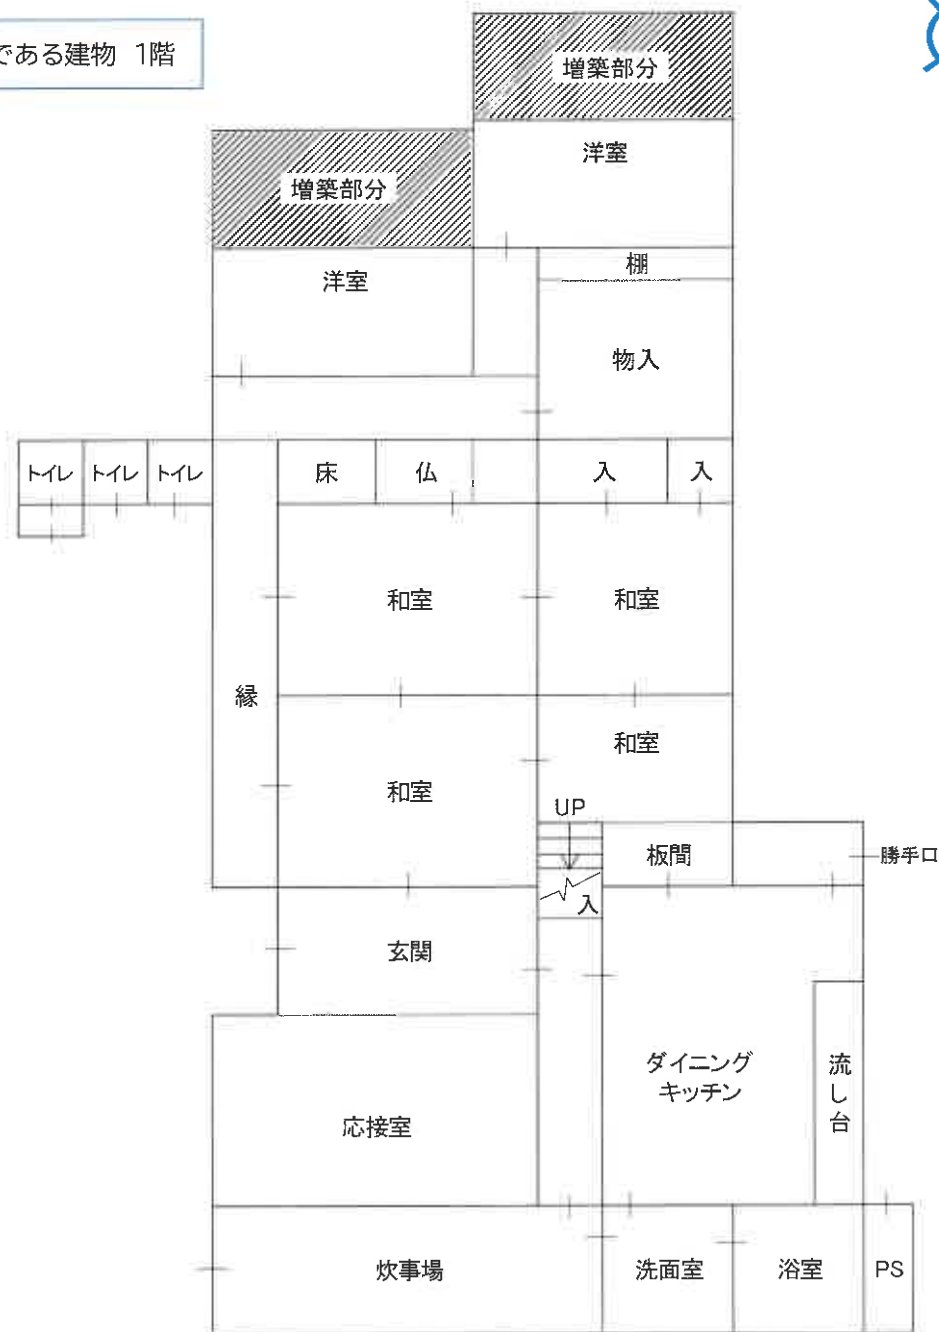 である建物 1階
増築部分
洋室
増築部分
洋室
棚
物入
トイレ
トイレ
トイレ
床
仏
入
入
和室
和室
縁
和室
和室
UP
板間
勝手口
入
玄関
ダイニング
キッチン
流し台
応接室
炊事場
洗面室
浴室
PS